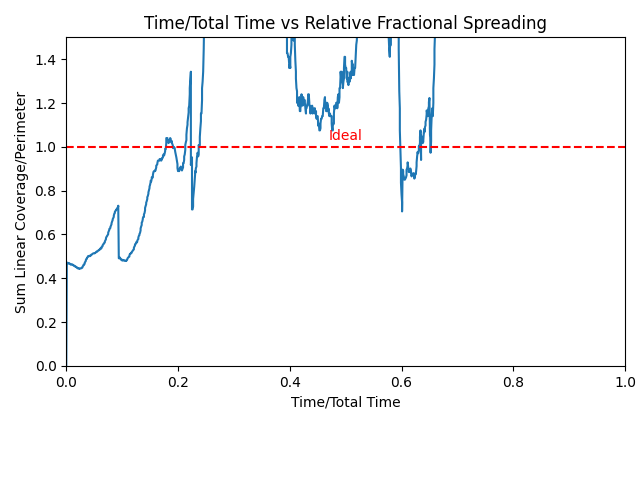 Time/Total Time vs Relative Fractional Spreading
Sum Linear Coverage/Perimeter
1.4
1.2
1.0
0.8
0.6
0.4
0.2
0.0
Ideal
0.0 0.2 0.4 0.6 0.8 1.0
Time/Total Time